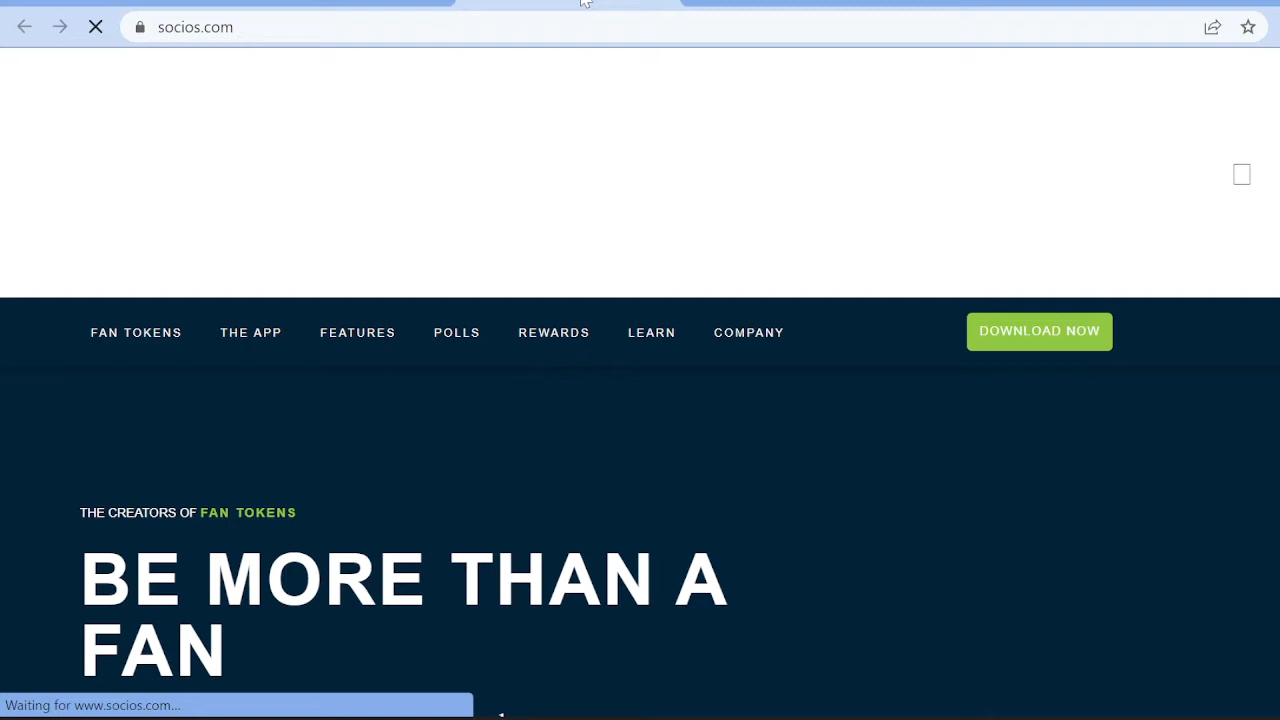 socios.com
FAN TOKENS THE APP FEATURES POLLS REWARDS LEARN COMPANY DOWNLOAD NOW
THE CREATORS OF FAN TOKENS
BE MORE THAN A
FAN
Waiting for www.socios.com...